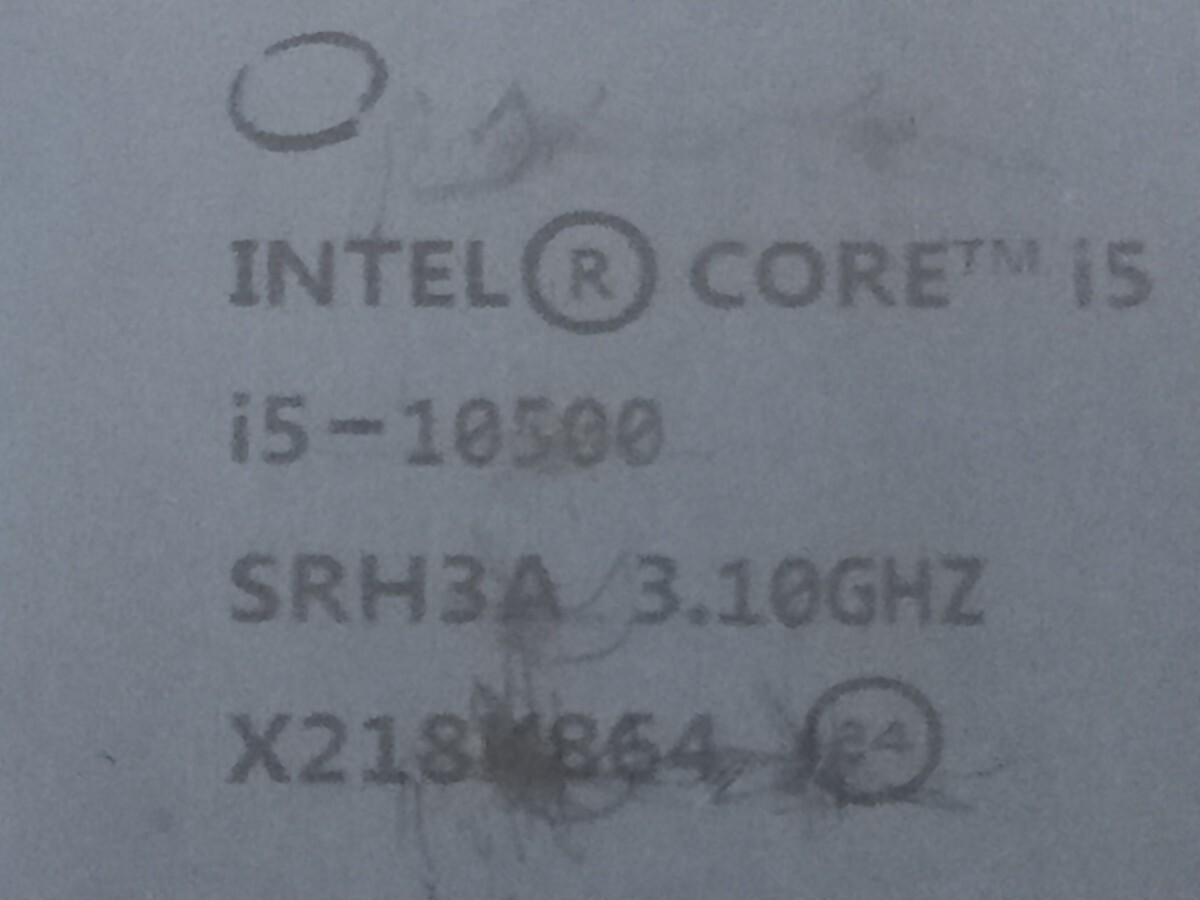 INTEL® CORE™ i5
i5-10500
SRH3A 3.10GHZ